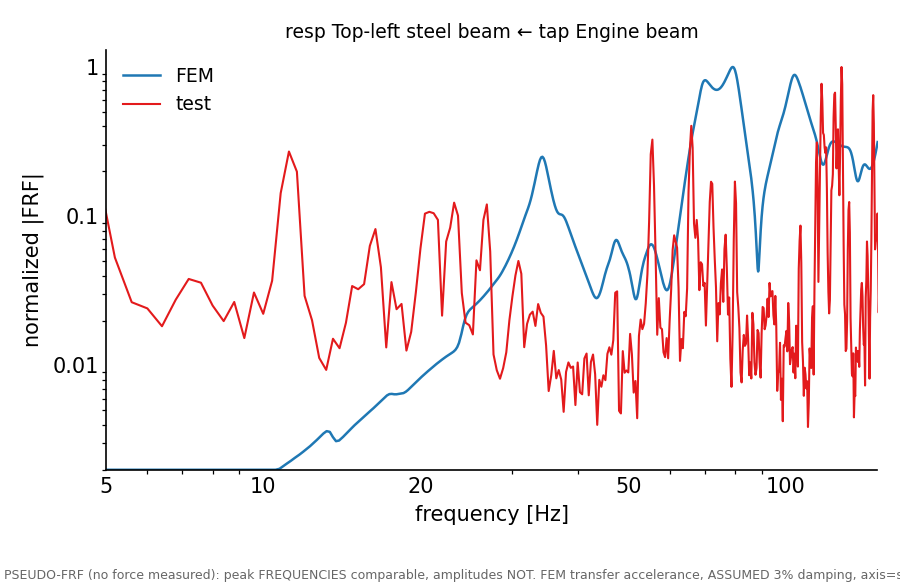 resp Top-left steel beam ← tap Engine beam
FEM
test
normalized |FRF|
1
0.1
0.01
5 10 20 50 100
frequency [Hz]
PSEUDO-FRF (no force measured): peak FREQUENCIES comparable, amplitudes NOT. FEM transfer accelerance, ASSUMED 3% damping, axis=